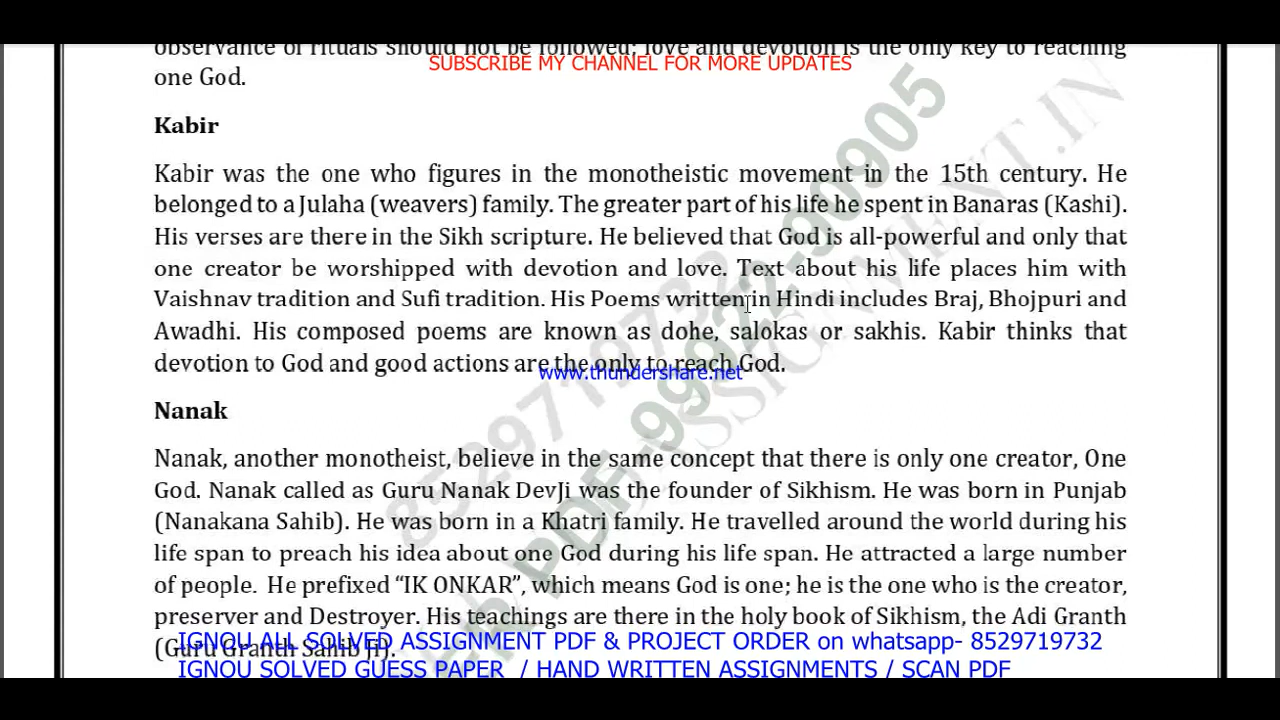 observance of rituals should not be followed; love and devotion is the only key to reaching
SUBSCRIBE MY CHANNEL FOR MORE UPDATES
one God.
Kabir
Kabir was the one who figures in the monotheistic movement in the 15th century. He
belonged to a Julaha (weavers) family. The greater part of his life he spent in Banaras (Kashi).
His verses are there in the Sikh scripture. He believed that God is all-powerful and only that
one creator be worshipped with devotion and love. Text about his life places him with
Vaishnav tradition and Sufi tradition. His Poems written in Hindi includes Braj, Bhojpuri and
Awadhi. His composed poems are known as dohe, salokas or sakhis. Kabir thinks that
devotion to God and good actions are the only to reach God.
www.thundershare.net
Nanak
Nanak, another monotheist, believe in the same concept that there is only one creator, One
God. Nanak called as Guru Nanak DevJi was the founder of Sikhism. He was born in Punjab
(Nanakana Sahib). He was born in a Khatri family. He travelled around the world during his
life span to preach his idea about one God during his life span. He attracted a large number
of people. He prefixed “IK ONKAR”, which means God is one; he is the one who is the creator,
preserver and Destroyer. His teachings are there in the holy book of Sikhism, the Adi Granth
(Guru Granth Sahib Ji).
IGNOU ALL SOLVED ASSIGNMENT PDF & PROJECT ORDER on whatsapp- 8529719732
IGNOU SOLVED GUESS PAPER / HAND WRITTEN ASSIGNMENTS / SCAN PDF
8529719732
PDF-99922-90905
ASSIGNMENT.IN